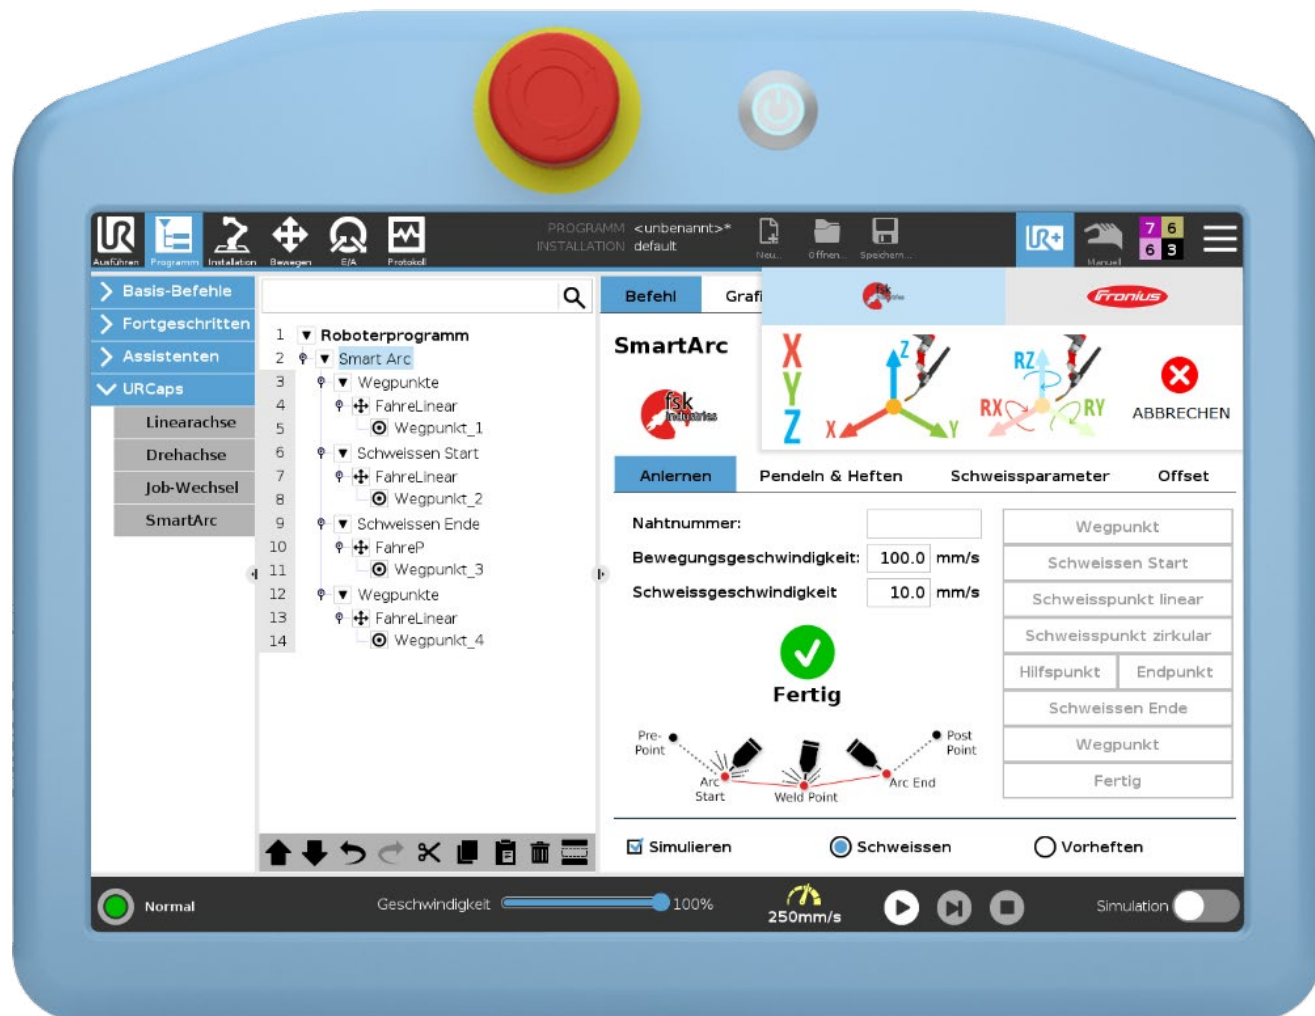 UR
UR+
7 6
6 3
PROGRAMM <unbenannt>*
INSTALLATION default
Ausführen Programm Installation Bewegen E/A Protokoll
Neu... Öffnen... Speichern...
Manuell
Basis-Befehle
Fortgeschritten
Assistenten
URCaps
Linearachse
Drehachse
Job-Wechsel
SmartArc
1 Roboterprogramm
2 Smart Arc
3 Wegpunkte
4 FahreLinear
5 Wegpunkt_1
6 Schweissen Start
7 FahreLinear
8 Wegpunkt_2
9 Schweissen Ende
10 FahreP
11 Wegpunkt_3
12 Wegpunkte
13 FahreLinear
14 Wegpunkt_4
Befehl Grafi
fsk
Industries
Fronius
SmartArc
fsk
Industries
X
Y
Z
Z
X Y
RZ
RX RY
ABBRECHEN
Anlernen Pendeln & Heften Schweissparameter Offset
Nahtnummer:
Bewegungsgeschwindigkeit: 100.0 mm/s
Schweissgeschwindigkeit 10.0 mm/s
Fertig
Pre-
Point
Arc
Start
Weld Point
Arc End
Post
Point
Wegpunkt
Schweissen Start
Schweisspunkt linear
Schweisspunkt zirkular
Hilfspunkt Endpunkt
Schweissen Ende
Wegpunkt
Fertig
Simulieren Schweissen Vorheften
Normal
Geschwindigkeit 100%
250mm/s
Simulation